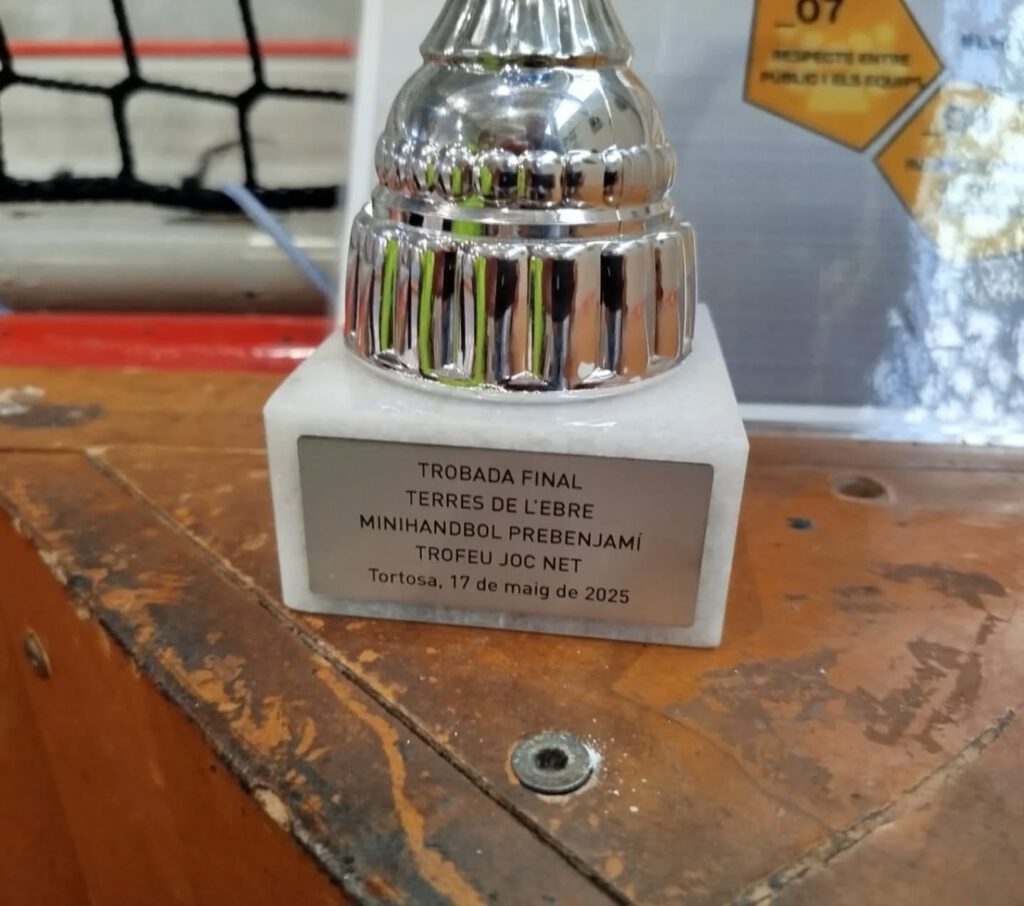 _07
RESPECTE ENTRE
PÚBLIC I ELS EQUIPS
TROBADA FINAL
TERRES DE L'EBRE
MINIHANDBOL PREBENJAMÍ
TROFEU JOC NET
Tortosa, 17 de maig de 2025